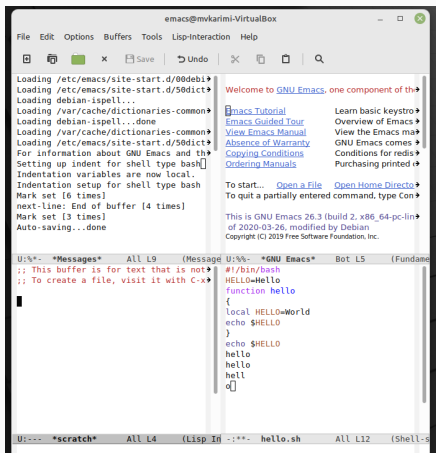 emacs@mvkarimi-VirtualBox
File Edit Options Buffers Tools Lisp-Interaction Help
Save Undo
Loading /etc/emacs/site-start.d/00debi
Loading /etc/emacs/site-start.d/50dict
Loading debian-ispell...
Loading /var/cache/dictionaries-common
Loading debian-ispell...done
Loading /var/cache/dictionaries-common
Loading /etc/emacs/site-start.d/50dict
For information about GNU Emacs and th
Setting up indent for shell type bash
Indentation variables are now local.
Indentation setup for shell type bash
Mark set [6 times]
next-line: End of buffer [4 times]
Mark set [3 times]
Auto-saving...done
U:%*- *Messages* All L9 (Message
Welcome to GNU Emacs, one component of th
Emacs Tutorial Learn basic keystro
Emacs Guided Tour Overview of Emacs
View Emacs Manual View the Emacs ma
Absence of Warranty GNU Emacs comes
Copying Conditions Conditions for redis
Ordering Manuals Purchasing printed
To start... Open a File Open Home Directo
To quit a partially entered command, type Con
This is GNU Emacs 26.3 (build 2, x86_64-pc-lin
of 2020-03-26, modified by Debian
Copyright (C) 2019 Free Software Foundation, Inc.
U:%%- *GNU Emacs* Bot L5 (Fundame
;; This buffer is for text that is not
;; To create a file, visit it with C-x
U:--- *scratch* All L4 (Lisp In
#!/bin/bash
HELLO=Hello
function hello
{
local HELLO=World
echo $HELLO
}
echo $HELLO
hello
hello
hell
o
-:**- hello.sh All L12 (Shell-s